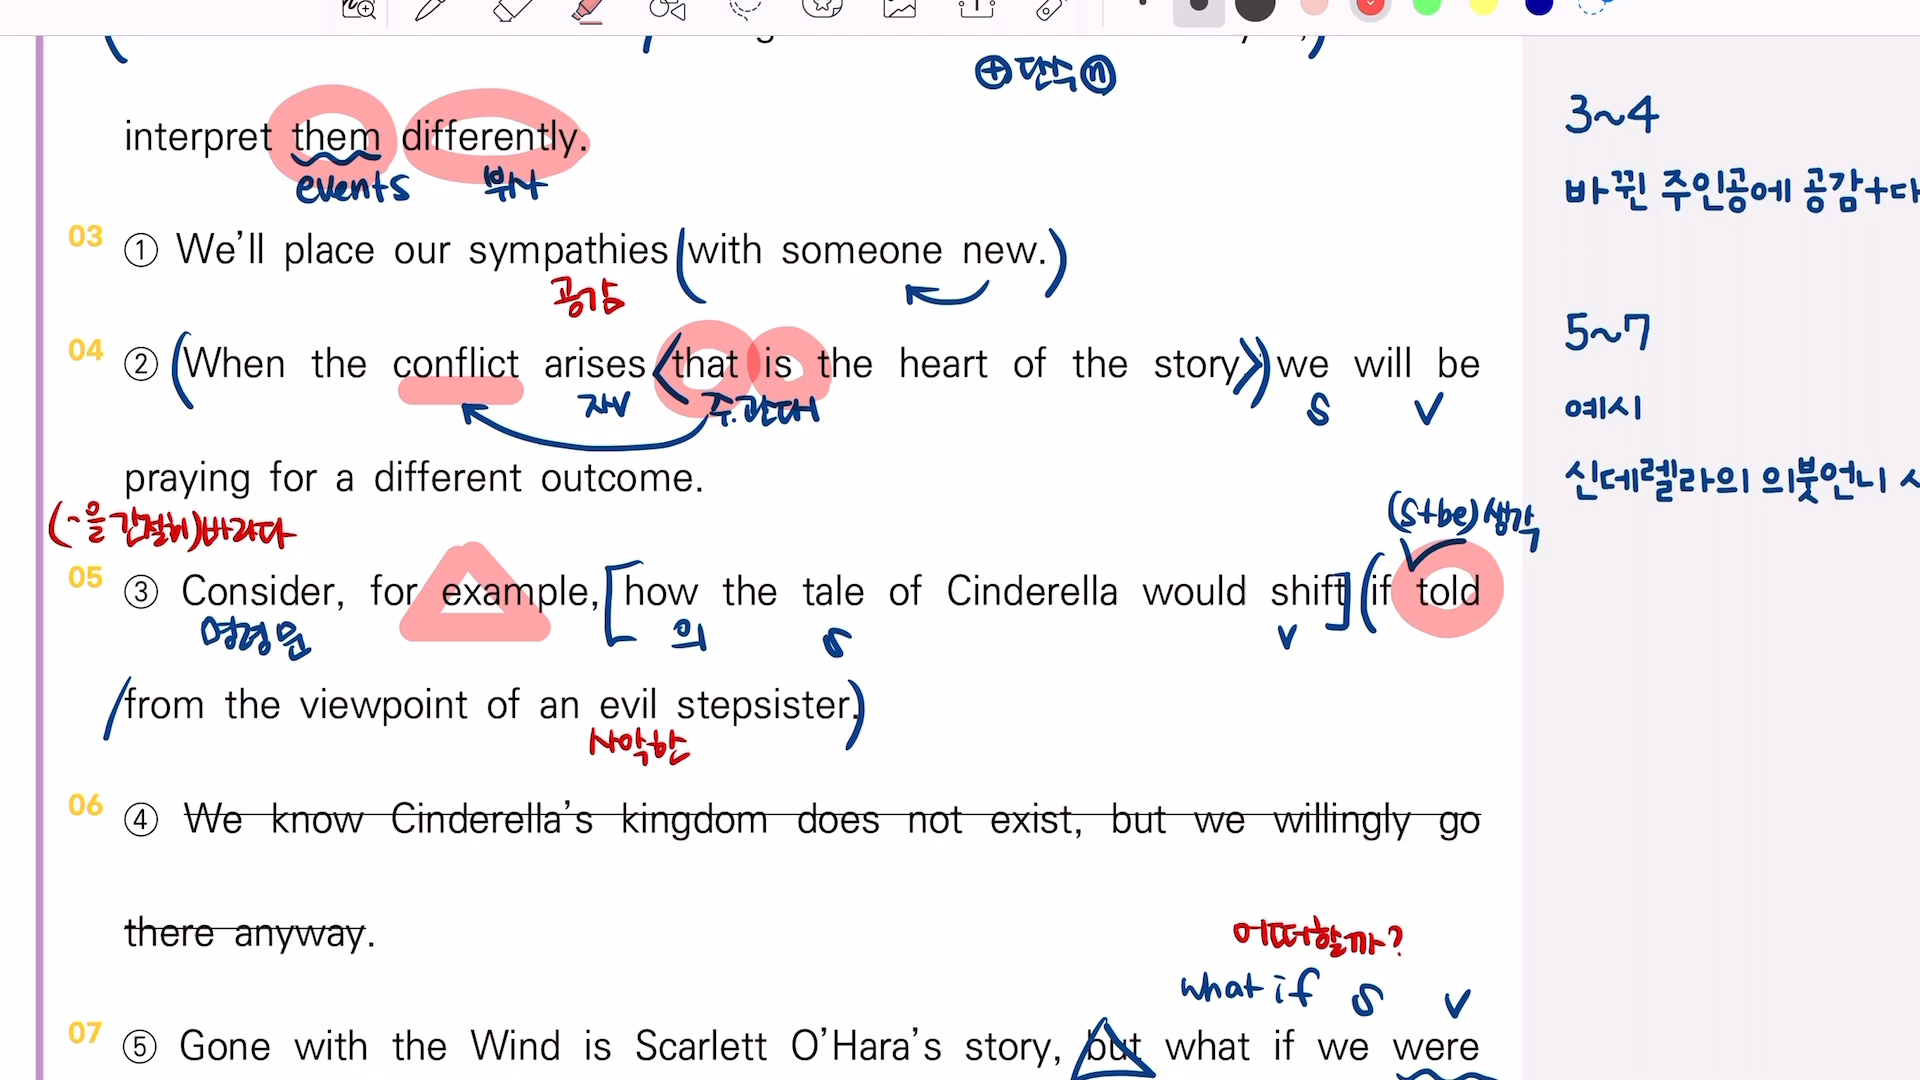 ⊕단수ⓝ
interpret them differently.
events 부사
03 ① We'll place our sympathies (with someone new.)
공감
04 ② (When the conflict arises <that is the heart of the story>) we will be
자V 주.관대 S V
praying for a different outcome.
(~을 간절히)바라다
(S+be)생략
05 ③ Consider, for example, [how the tale of Cinderella would shift] (if told
명령문 의 S V
from the viewpoint of an evil stepsister.)
사악한
06 ④ We know Cinderella's kingdom does not exist, but we willingly go
there anyway.
어떠할까?
what if S V
07 ⑤ Gone with the Wind is Scarlett O'Hara's story, but what if we were
3~4
바뀐 주인공에 공감+다
5~7
예시
신데렐라의 의붓언니